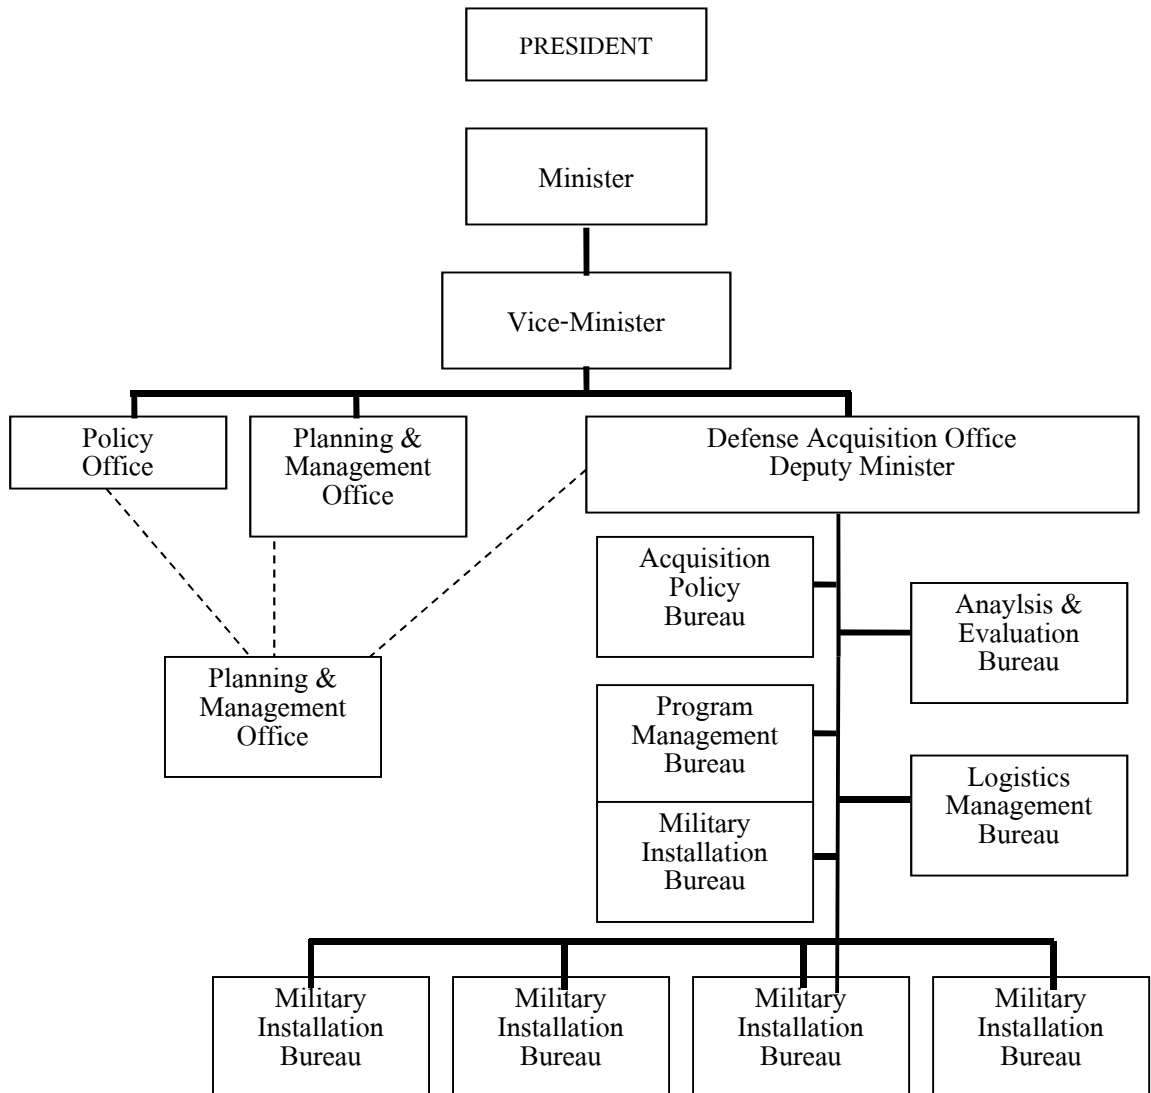 PRESIDENT
Minister
Vice-Minister
Policy
Office
Planning &
Management
Office
Defense Acquisition Office
Deputy Minister
Acquisition
Policy
Bureau
Anaylsis &
Evaluation
Bureau
Planning &
Management
Office
Program
Management
Bureau
Logistics
Management
Bureau
Military
Installation
Bureau
Military
Installation
Bureau
Military
Installation
Bureau
Military
Installation
Bureau
Military
Installation
Bureau